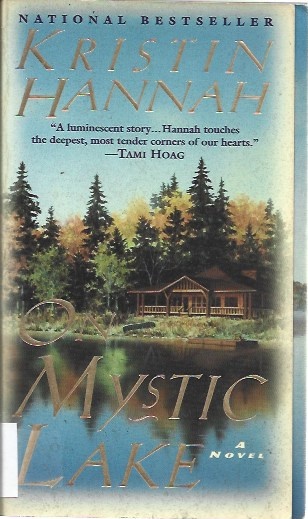 NATIONAL BESTSELLER
KRISTIN
HANNAH
"A luminescent story...Hannah touches
the deepest, most tender corners of our hearts."
—TAMI HOAG
ON
MYSTIC
LAKE
A
NOVEL